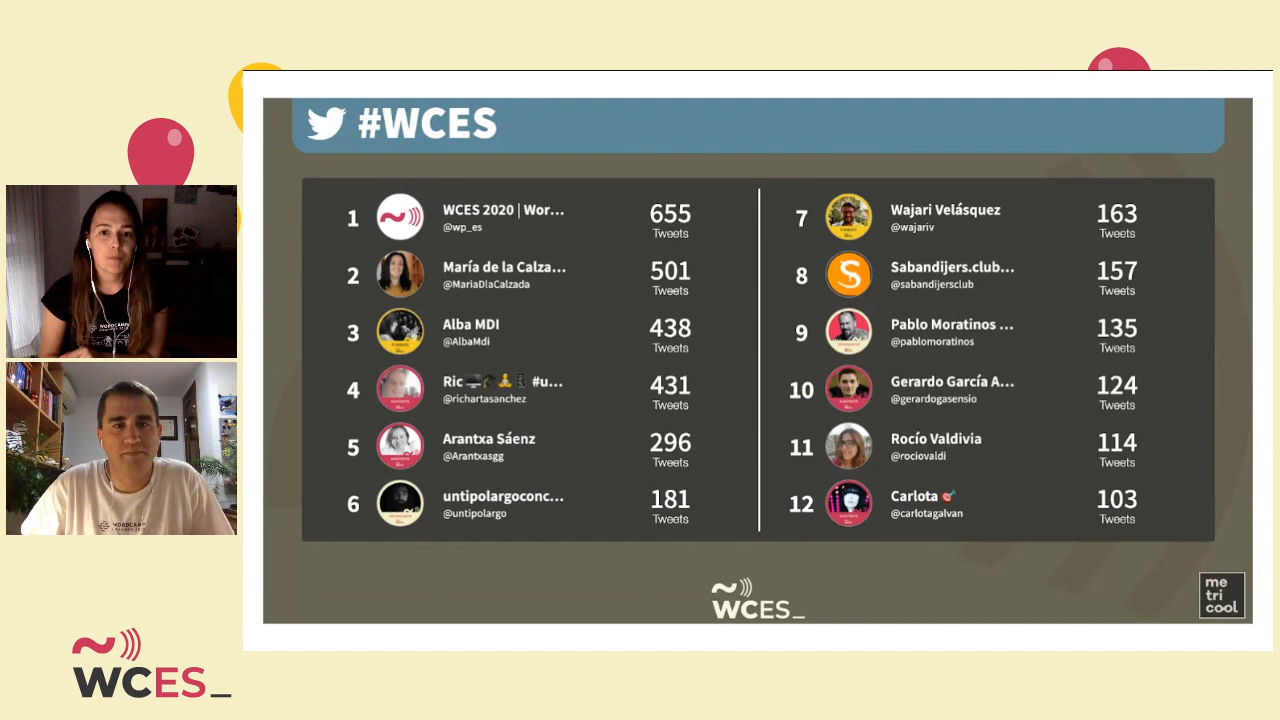 #WCES
1
WCES 2020 | Wor...
@wp_es
655
Tweets
2
María de la Calza...
@MariaDlaCalzada
501
Tweets
3
Alba MDI
@AlbaMdi
438
Tweets
4
Ric 🎓 #u...
@richartasanchez
431
Tweets
5
Arantxa Sáenz
@Arantxasgg
296
Tweets
6
untipolargoconc...
@untipolargo
181
Tweets
7
Wajari Velásquez
@wajariv
163
Tweets
8
Sabandijers.club...
@sabandijersclub
157
Tweets
9
Pablo Moratinos ...
@pablomoratinos
135
Tweets
10
Gerardo García A...
@gerardogasensio
124
Tweets
11
Rocío Valdivia
@rociovaldi
114
Tweets
12
Carlota
@carlotagalvan
103
Tweets
WCES_
me
tri
cool
WORDCAMP
WORDCAMP
WCES_